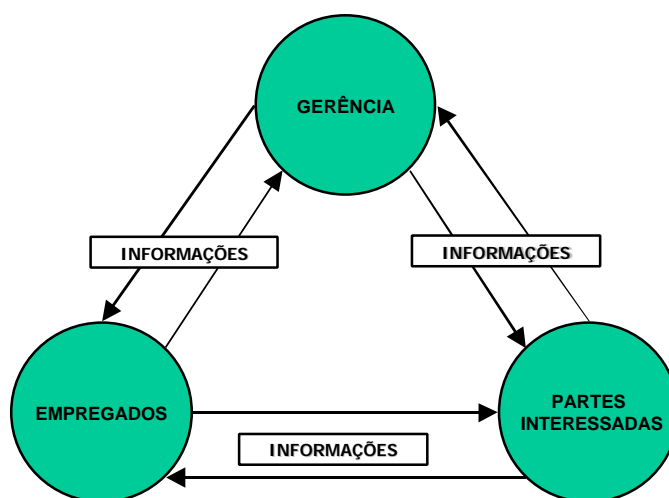 GERÊNCIA
INFORMAÇÕES
INFORMAÇÕES
EMPREGADOS
PARTES
INTERESSADAS
INFORMAÇÕES